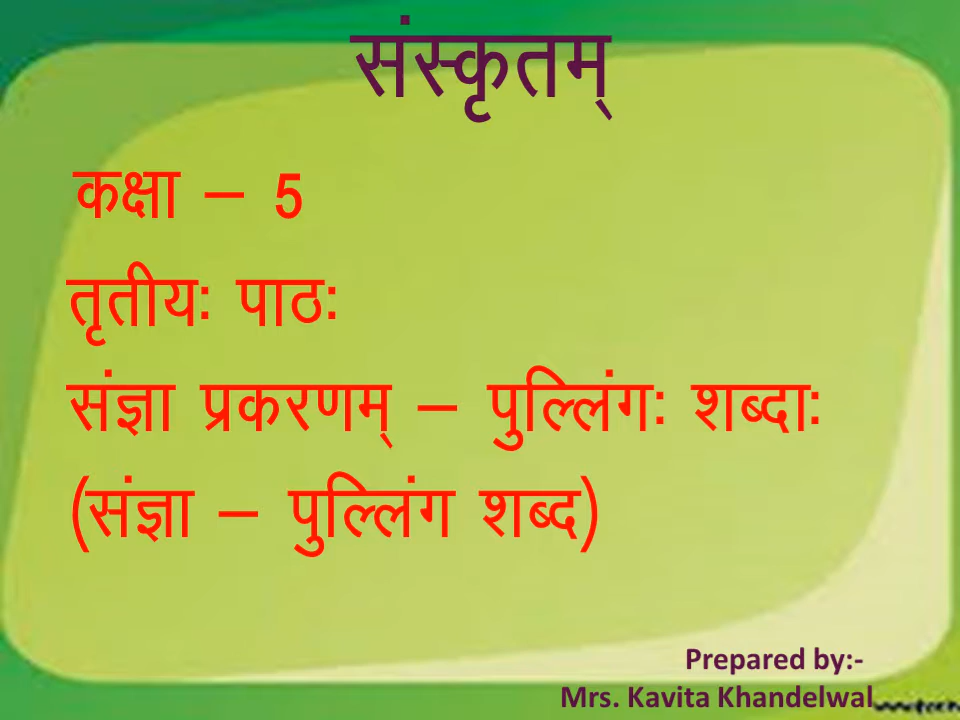 संस्कृतम्
कक्षा – 5
तृतीयः पाठः
संज्ञा प्रकरणम् – पुल्लिंगः शब्दाः
(संज्ञा – पुल्लिंग शब्द)
Prepared by:-
Mrs. Kavita Khandelwal